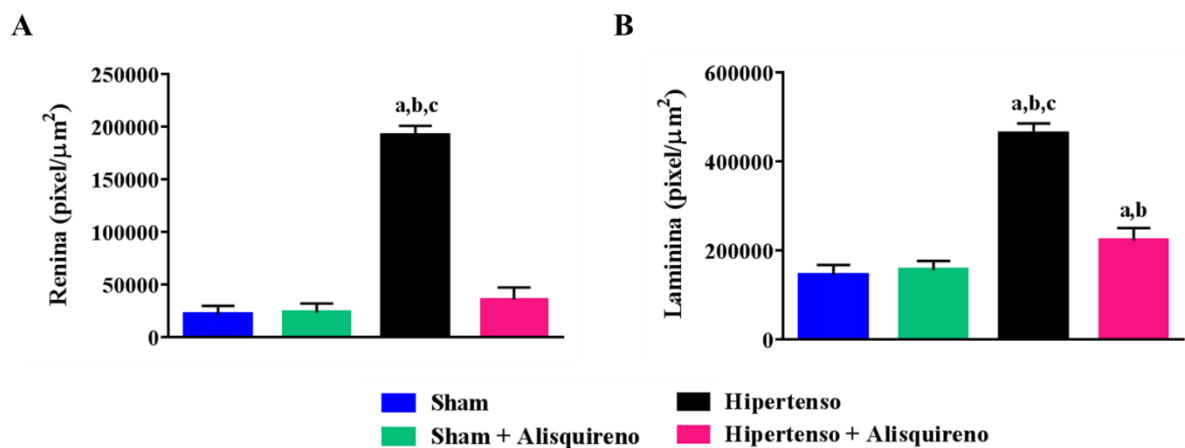 A
Renina (pixel/μm²)
250000
200000
150000
100000
50000
0
a,b,c
B
Laminina (pixel/μm²)
600000
400000
200000
0
a,b,c
a,b
Sham
Hipertenso
Sham + Alisquireno
Hipertenso + Alisquireno